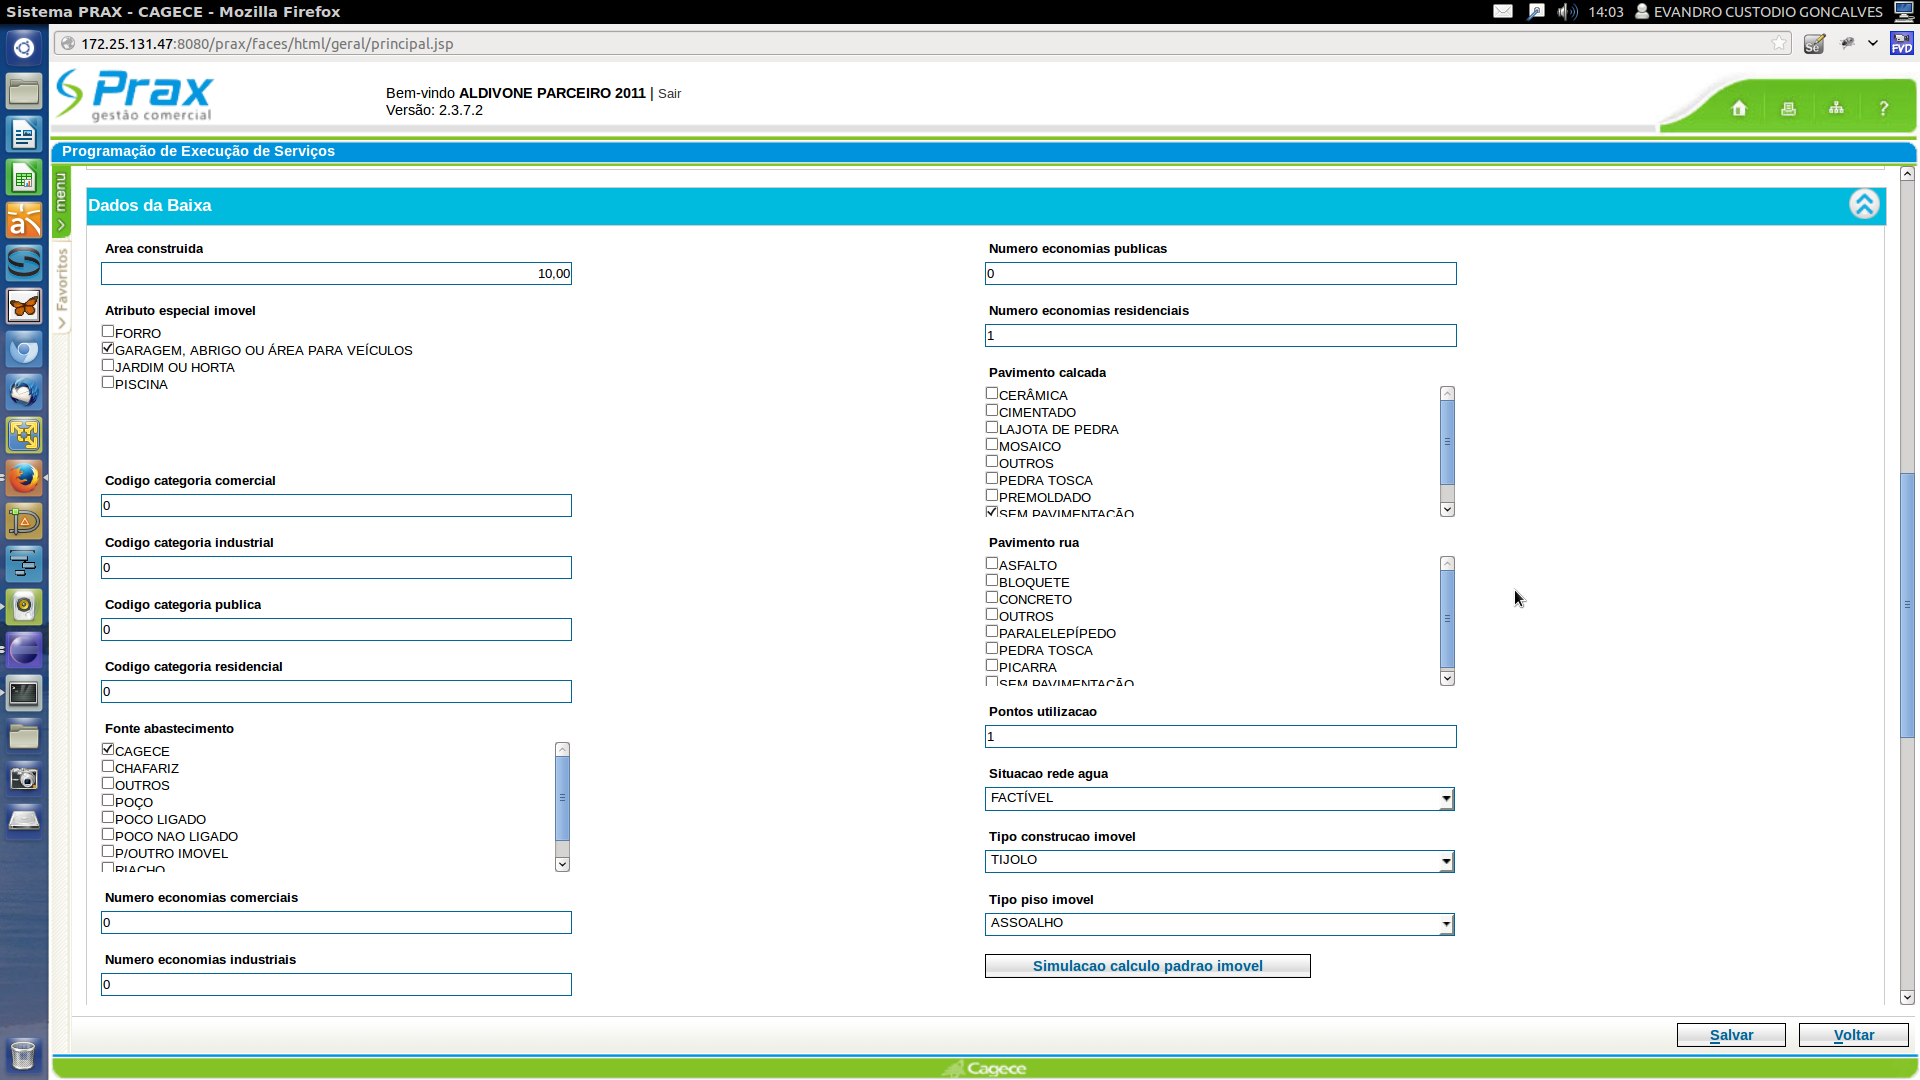 Sistema PRAX - CAGECE - Mozilla Firefox
14:03
EVANDRO CUSTODIO GONCALVES
172.25.131.47:8080/prax/faces/html/geral/principal.jsp
Se
FVD
Prax
gestão comercial
Bem-vindo ALDIVONE PARCEIRO 2011 | Sair
Versão: 2.3.7.2
?
Programação de Execução de Serviços
menu
Favoritos
Dados da Baixa
Area construida
10,00
Atributo especial imovel
FORRO
GARAGEM, ABRIGO OU ÁREA PARA VEÍCULOS
JARDIM OU HORTA
PISCINA
Codigo categoria comercial
0
Codigo categoria industrial
0
Codigo categoria publica
0
Codigo categoria residencial
0
Fonte abastecimento
CAGECE
CHAFARIZ
OUTROS
POÇO
POCO LIGADO
POCO NAO LIGADO
P/OUTRO IMOVEL
RIACHO
Numero economias comerciais
0
Numero economias industriais
0
Numero economias publicas
0
Numero economias residenciais
1
Pavimento calcada
CERÂMICA
CIMENTADO
LAJOTA DE PEDRA
MOSAICO
OUTROS
PEDRA TOSCA
PREMOLDADO
SEM PAVIMENTAÇÃO
Pavimento rua
ASFALTO
BLOQUETE
CONCRETO
OUTROS
PARALELEPÍPEDO
PEDRA TOSCA
PICARRA
SEM PAVIMENTAÇÃO
Pontos utilizacao
1
Situacao rede agua
FACTÍVEL
Tipo construcao imovel
TIJOLO
Tipo piso imovel
ASSOALHO
Simulacao calculo padrao imovel
Salvar
Voltar
Cagece